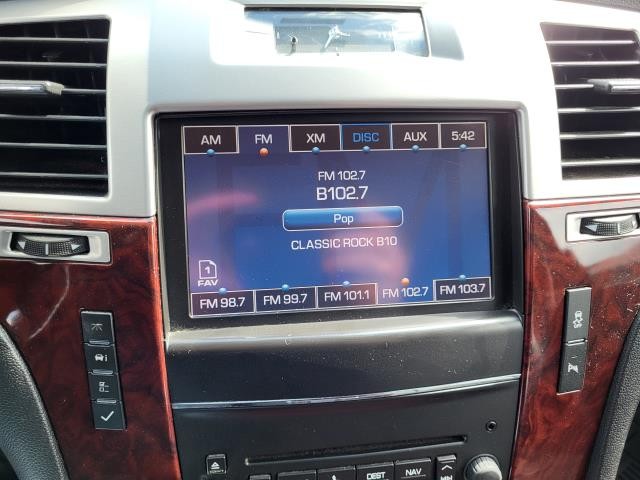 AM FM XM DISC AUX 5:42
FM 102.7
B102.7
Pop
CLASSIC ROCK B10
1
FAV
FM 98.7 FM 99.7 FM 101.1 FM 102.7 FM 103.7
i
DEST NAV